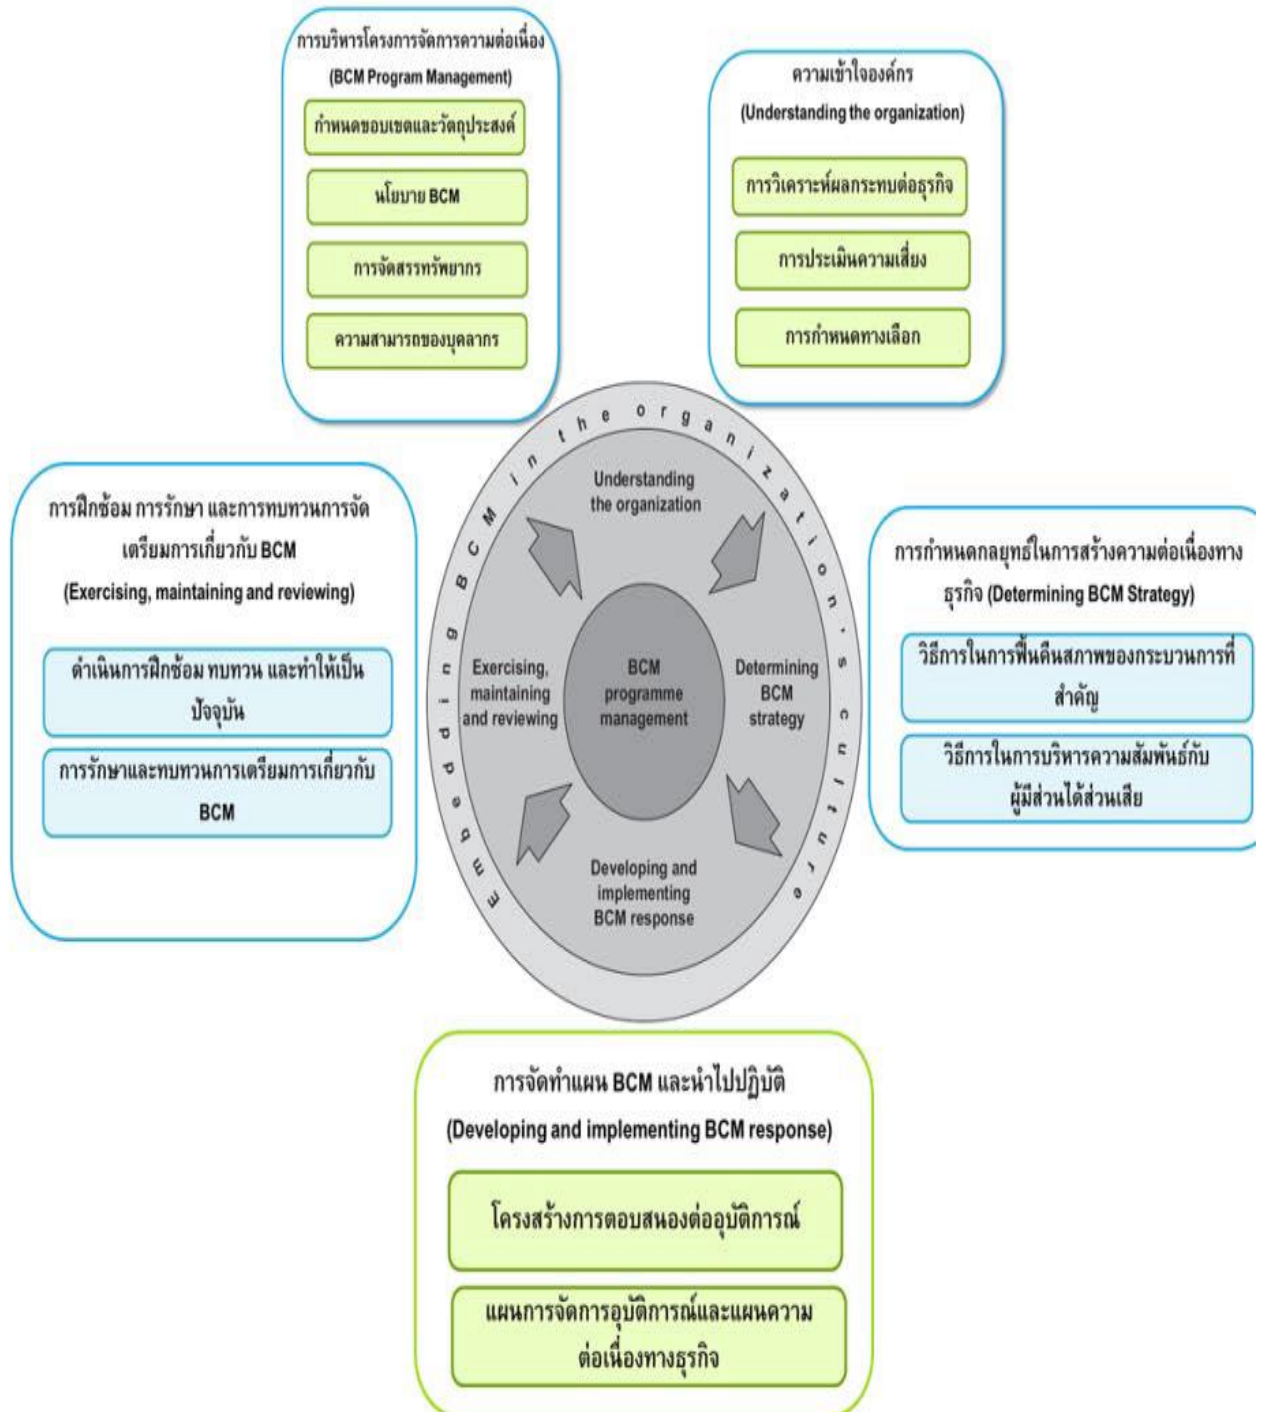 การบริหารโครงการจัดการความต่อเนื่อง
(BCM Program Management)
กำหนดขอบเขตและวัตถุประสงค์
นโยบาย BCM
การจัดสรรทรัพยากร
ความสามารถของบุคลากร
ความเข้าใจองค์กร
(Understanding the organization)
การวิเคราะห์ผลกระทบต่อธุรกิจ
การประเมินความเสี่ยง
การกำหนดทางเลือก
การฝึกซ้อม การรักษา และการทบทวนการจัด
เตรียมการเกี่ยวกับ BCM
(Exercising, maintaining and reviewing)
ดำเนินการฝึกซ้อม ทบทวน และทำให้เป็น
ปัจจุบัน
การรักษาและทบทวนการเตรียมการเกี่ยวกับ
BCM
Embedding BCM in the organization's culture
Understanding
the organization
Exercising,
maintaining
and reviewing
BCM
programme
management
Determining
BCM
strategy
Developing and
implementing
BCM response
การกำหนดกลยุทธ์ในการสร้างความต่อเนื่องทาง
ธุรกิจ (Determining BCM Strategy)
วิธีการในการฟื้นคืนสภาพของกระบวนการที่
สำคัญ
วิธีการในการบริหารความสัมพันธ์กับ
ผู้มีส่วนได้ส่วนเสีย
การจัดทำแผน BCM และนำไปปฏิบัติ
(Developing and implementing BCM response)
โครงสร้างการตอบสนองต่ออุบัติการณ์
แผนการจัดการอุบัติการณ์และแผนความ
ต่อเนื่องทางธุรกิจ